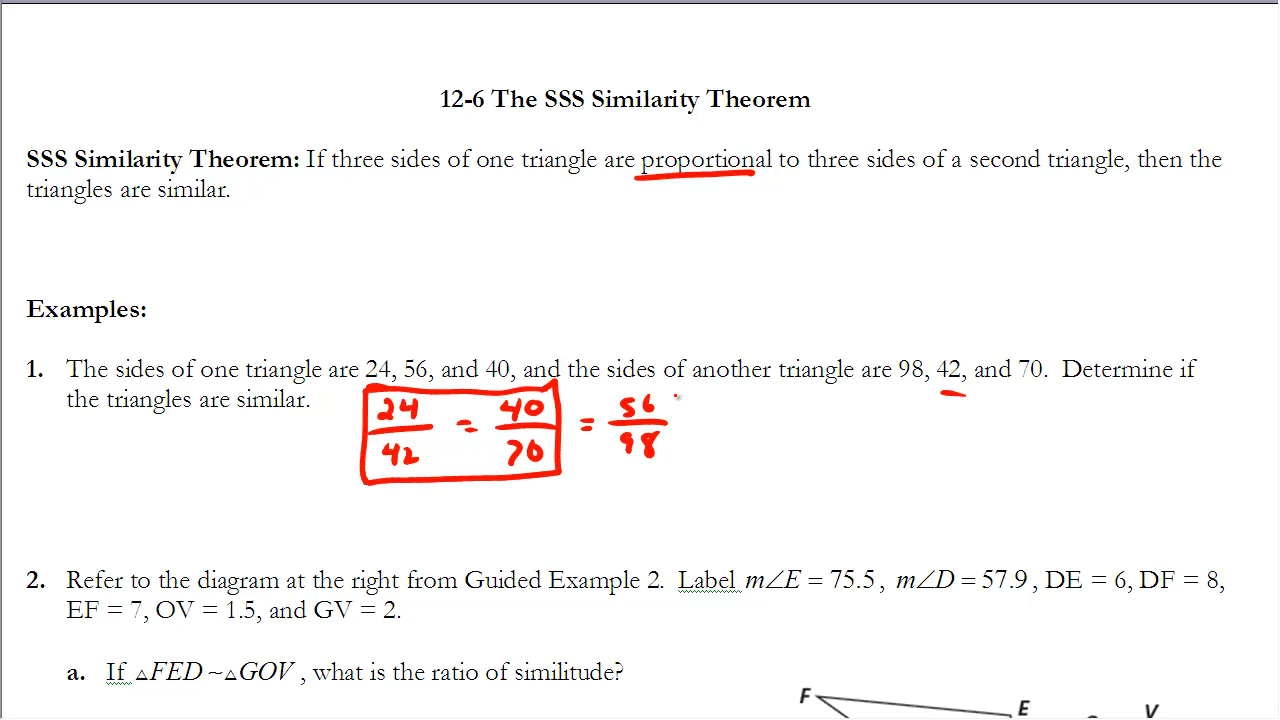 12-6 The SSS Similarity Theorem
SSS Similarity Theorem: If three sides of one triangle are proportional to three sides of a second triangle, then the
triangles are similar.
Examples:
1. The sides of one triangle are 24, 56, and 40, and the sides of another triangle are 98, 42, and 70. Determine if
the triangles are similar.
24/42 = 40/70 = 56/98
2. Refer to the diagram at the right from Guided Example 2. Label m∠E = 75.5, m∠D = 57.9, DE = 6, DF = 8,
EF = 7, OV = 1.5, and GV = 2.
a. If △FED ~ △GOV, what is the ratio of similitude?
F
E
V